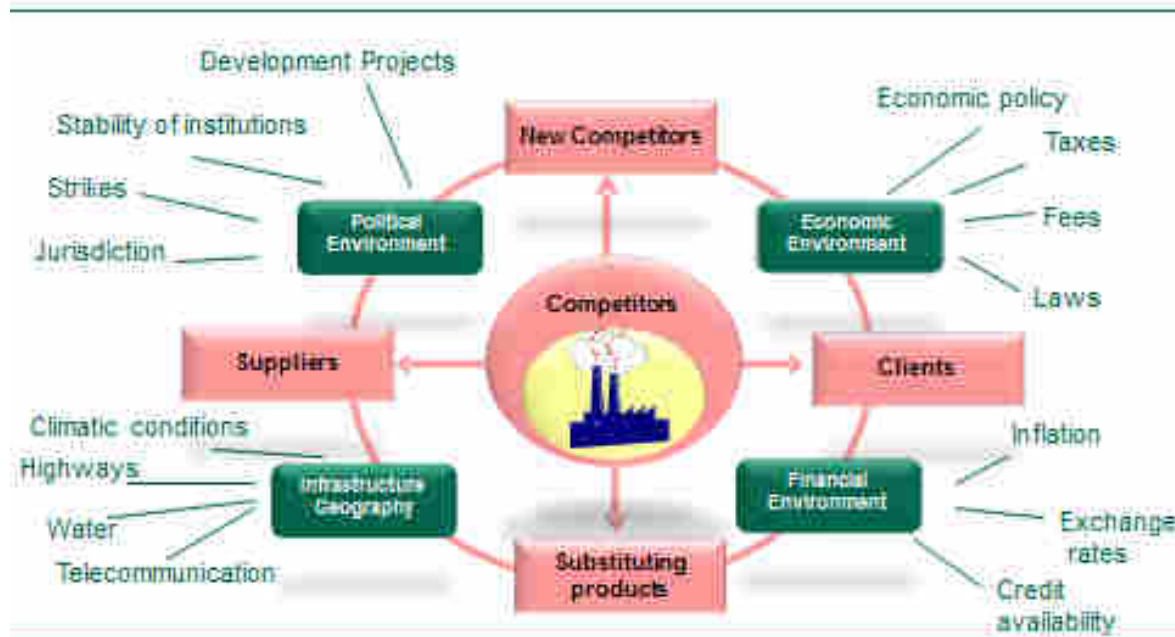 Development Projects
Economic policy
Stability of institutions
New Competitors
Taxes
Strikes
Political
Environment
Economic
Environment
Fees
Jurisdiction
Competitors
Laws
Suppliers
Clients
Climatic conditions
Inflation
Highways
Infrastructure
Geography
Financial
Environment
Water
Exchange
rates
Telecommunication
Substituting
products
Credit
availability